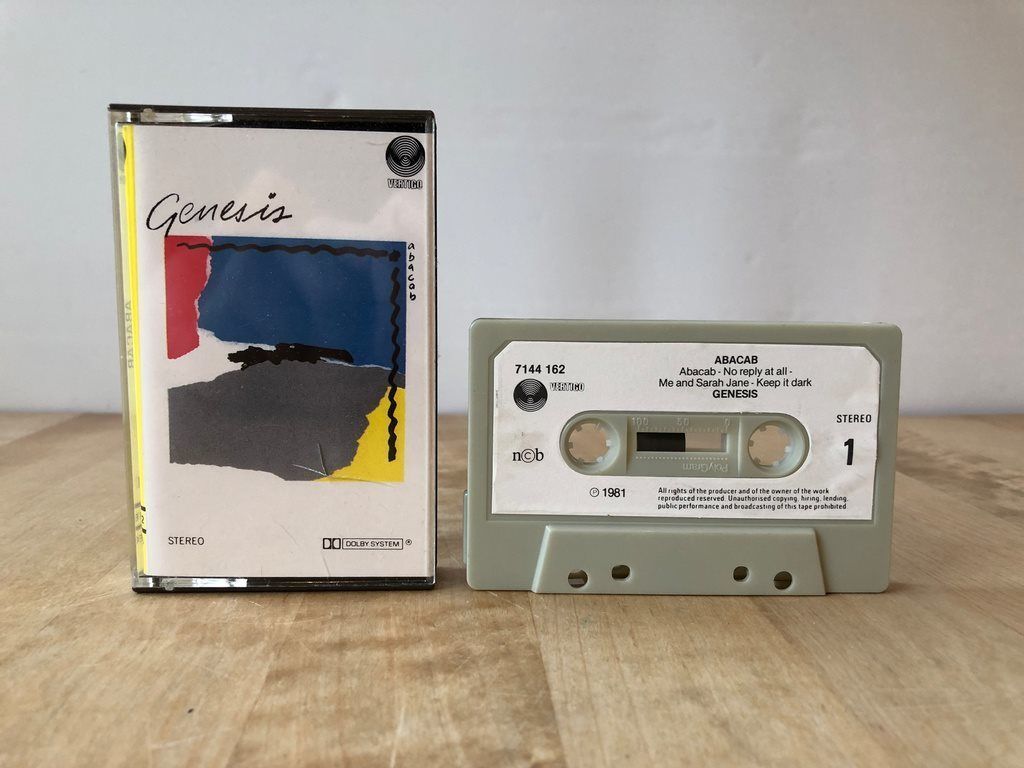 VERTIGO
Genesis
abacab
ABACAB
STEREO
DOLBY SYSTEM ®
7144 162
VERTIGO
ABACAB
Abacab - No reply at all -
Me and Sarah Jane - Keep it dark
GENESIS
STEREO
1
n©b
100 50 0
PolyGram
℗ 1981
All rights of the producer and of the owner of the work
reproduced reserved. Unauthorised copying, hiring, lending,
public performance and broadcasting of this tape prohibited